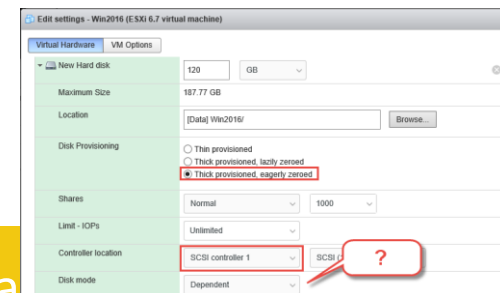 Edit settings - Win2016 (ESXi 6.7 virtual machine)
Virtual Hardware VM Options
New Hard disk 120 GB
Maximum Size 187.77 GB
Location [Data] Win2016/ Browse...
Disk Provisioning Thin provisioned
Thick provisioned, lazily zeroed
Thick provisioned, eagerly zeroed
Shares Normal 1000
Limit - IOPs Unlimited
Controller location SCSI controller 1 SCSI (
?
Disk mode Dependent
a